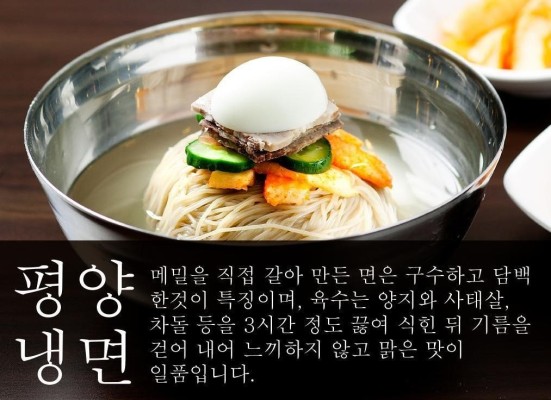 평양
냉면
메밀을 직접 갈아 만든 면은 구수하고 담백
한것이 특징이며, 육수는 양지와 사태살,
차돌 등을 3시간 정도 끓여 식힌 뒤 기름을
걷어 내어 느끼하지 않고 맑은 맛이
일품입니다.